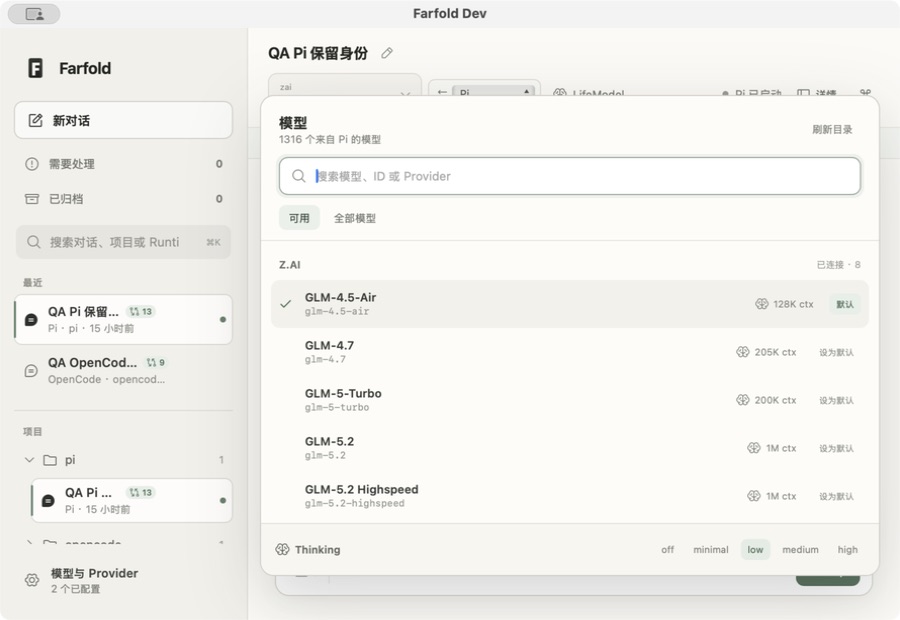 Farfold Dev
Farfold
新对话
需要处理 0
已归档 0
搜索对话、项目或 Runti ⌘K
最近
QA Pi 保留... 13
Pi · pi · 15 小时前
QA OpenCod... 9
OpenCode · opencod...
项目
pi 1
QA Pi ... 13
Pi · 15 小时前
模型与 Provider
2 个已配置
QA Pi 保留身份
zai
模型
1316 个来自 Pi 的模型
刷新目录
搜索模型、ID 或 Provider
可用 全部模型
Z.AI 已连接 · 8
GLM-4.5-Air
glm-4.5-air
128K ctx 默认
GLM-4.7
glm-4.7
205K ctx 设为默认
GLM-5-Turbo
glm-5-turbo
200K ctx 设为默认
GLM-5.2
glm-5.2
1M ctx 设为默认
GLM-5.2 Highspeed
glm-5.2-highspeed
1M ctx 设为默认
Thinking off minimal low medium high